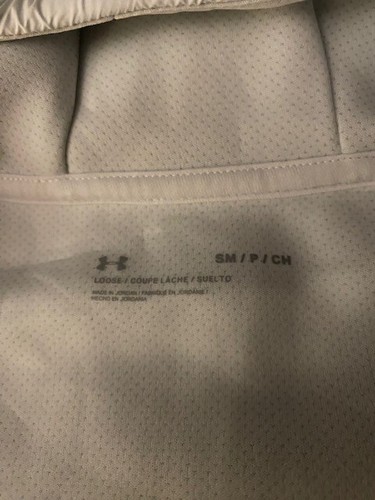 SM / P / CH
LOOSE / COUPE LÂCHE / SUELTO
MADE IN JORDAN / FABRIQUÉ EN JORDANIE /
HECHO EN JORDANIA